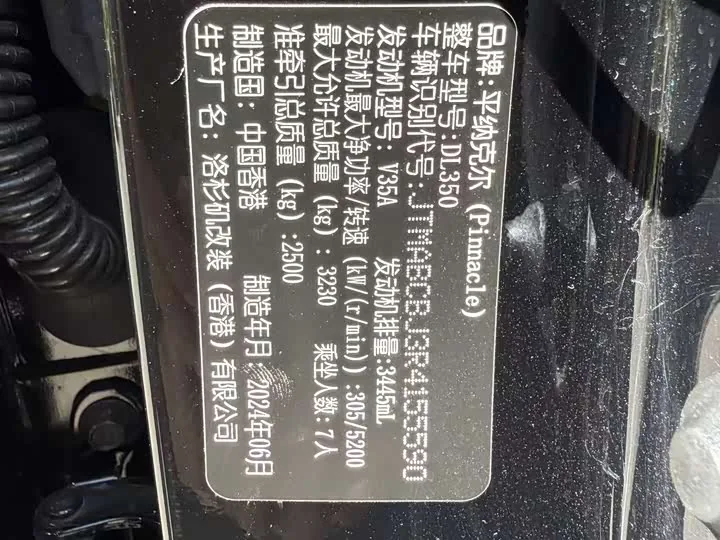 品牌:平纳克尔 (Pinnacle)
整车型号:DL350
车辆识别代号:JTMABCBJ3R4155590
发动机型号: V35A 发动机排量:3445mL
发动机最大净功率/转速 (kW/(r/min)):305/5200
最大允许总质量 (kg): 3230 乘坐人数:7人
准牵引总质量 (kg):2500
制造国: 中国香港 制造年月 2024年06月
生产厂名: 洛杉矶改装 (香港) 有限公司